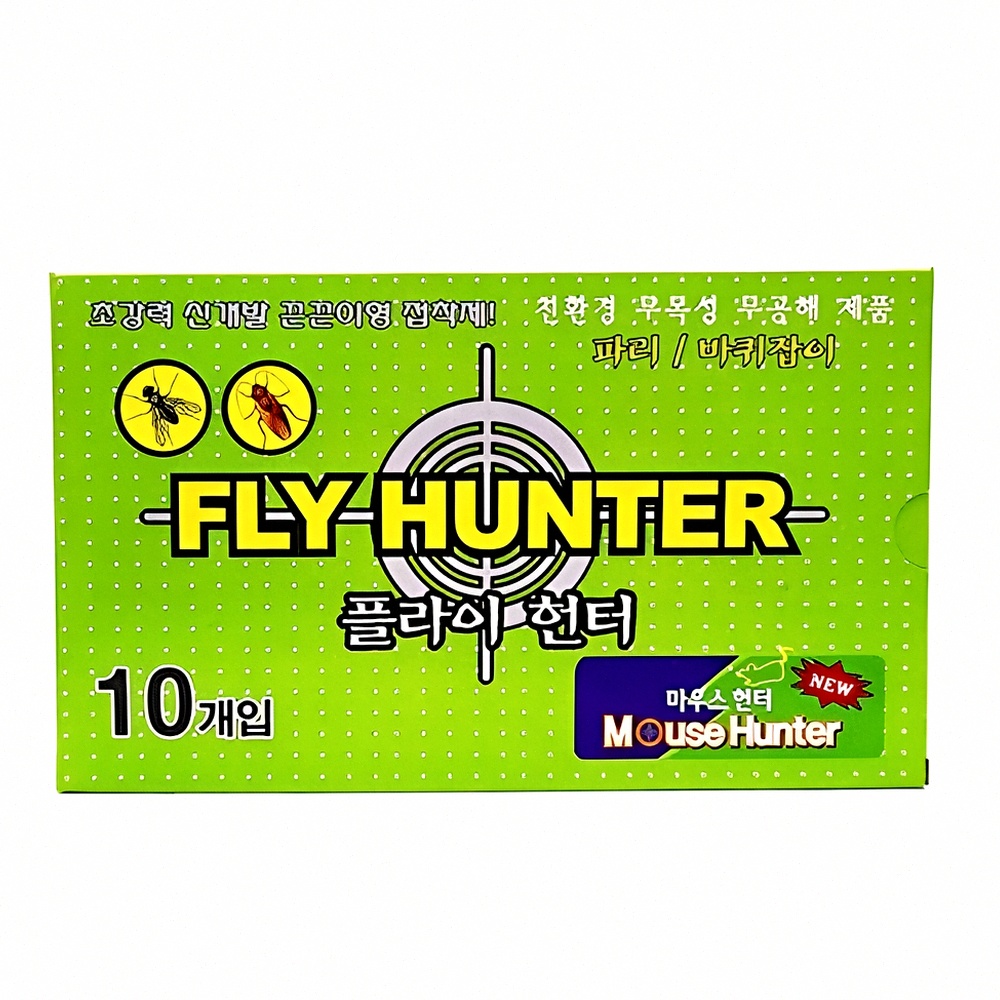 초강력 신개발 끈끈이영 접착제!
친환경 무독성 무공해 제품
파리 / 바퀴잡이
FLY HUNTER
플라이 헌터
10개입
마우스 헌터
NEW
Mouse Hunter